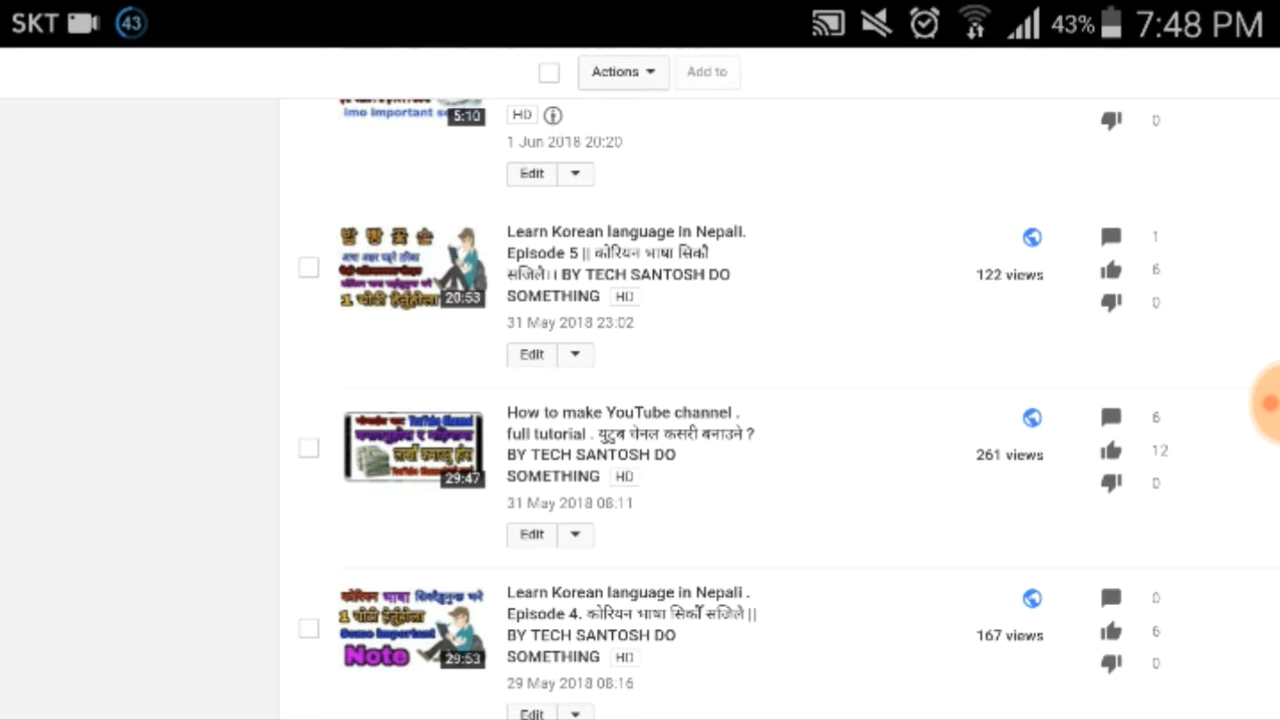 SKT 43 43% 7:48 PM
Actions Add to
5:10
HD
1 Jun 2018 20:20
0
Edit
Learn Korean language in Nepali.
Episode 5 || कोरियन भाषा सिकौ
सजिलै।। BY TECH SANTOSH DO
SOMETHING HD
31 May 2018 23:02
Edit
20:53
122 views
1
6
0
How to make YouTube channel .
full tutorial . युटुब चेनल कसरी बनाउने ?
BY TECH SANTOSH DO
SOMETHING HD
31 May 2018 08:11
Edit
YouTube Channel
29:47
261 views
6
12
0
Learn Korean language in Nepali .
Episode 4. कोरियन भाषा सिकौँ सजिले ||
BY TECH SANTOSH DO
SOMETHING HD
29 May 2018 08:16
Edit
कोरियन भाषा
Some important
Note
29:53
167 views
0
6
0